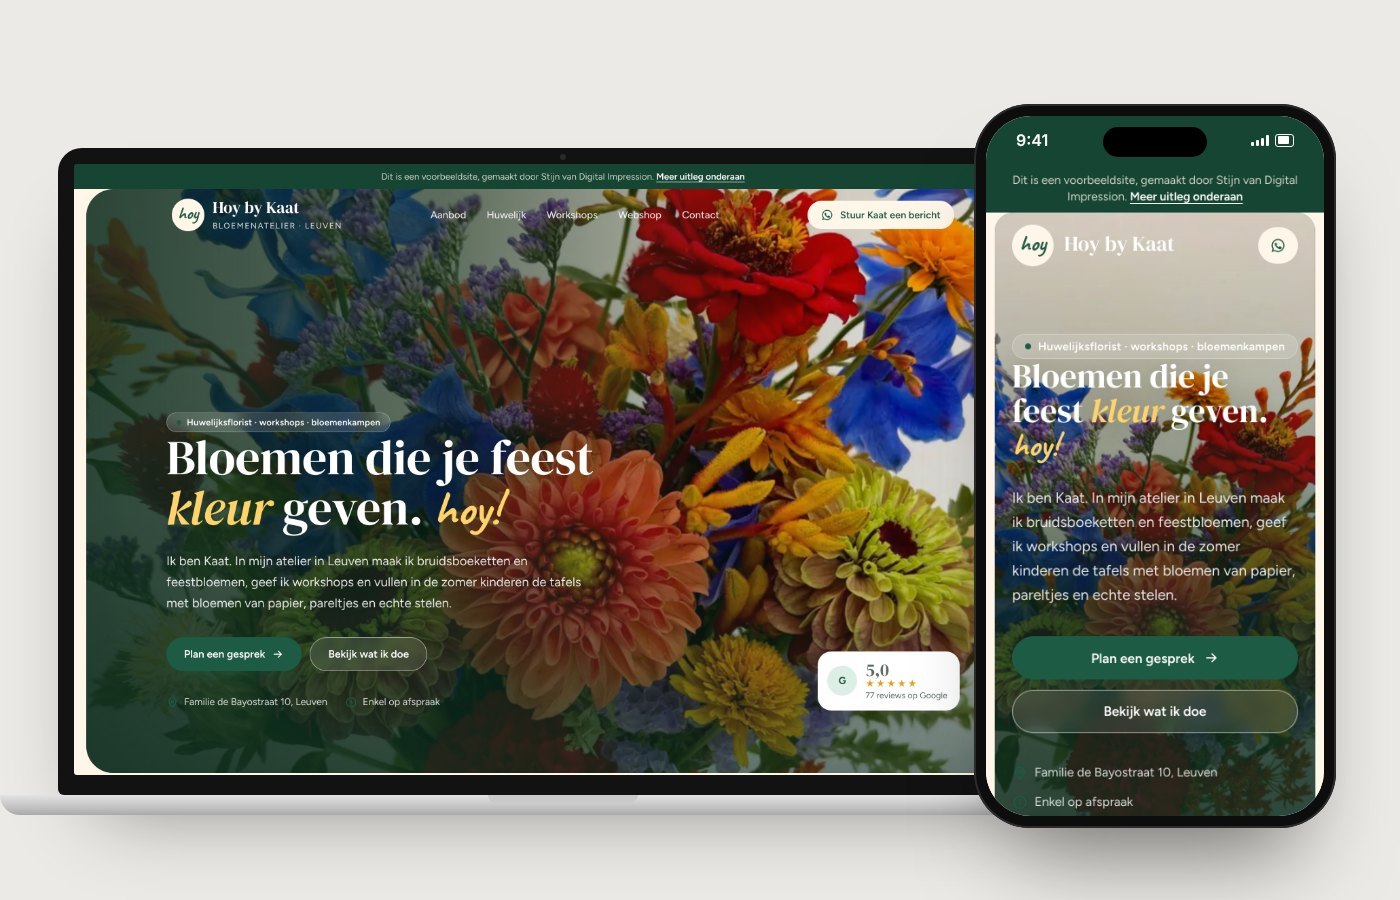 Dit is een voorbeeldsite, gemaakt door Stijn van Digital Impression. Meer uitleg onderaan
hoy
Hoy by Kaat
BLOEMENATELIER · LEUVEN
Aanbod
Huwelijk
Workshops
Webshop
Contact
Stuur Kaat een bericht
Huwelijksflorist · workshops · bloemenkampen
Bloemen die je feest
kleur geven. hoy!
Ik ben Kaat. In mijn atelier in Leuven maak ik bruidsboeketten en
feestbloemen, geef ik workshops en vullen in de zomer kinderen de tafels
met bloemen van papier, pareltjes en echte stelen.
Plan een gesprek →
Bekijk wat ik doe
Familie de Bayostraat 10, Leuven
Enkel op afspraak
G
5,0
★★★★★
77 reviews op Google
9:41
Dit is een voorbeeldsite, gemaakt door Stijn van Digital
Impression. Meer uitleg onderaan
hoy
Hoy by Kaat
Huwelijksflorist · workshops · bloemenkampen
Bloemen die je
feest kleur geven.
hoy!
Ik ben Kaat. In mijn atelier in Leuven maak
ik bruidsboeketten en feestbloemen, geef
ik workshops en vullen in de zomer
kinderen de tafels met bloemen van papier,
pareltjes en echte stelen.
Plan een gesprek →
Bekijk wat ik doe
Familie de Bayostraat 10, Leuven
Enkel op afspraak